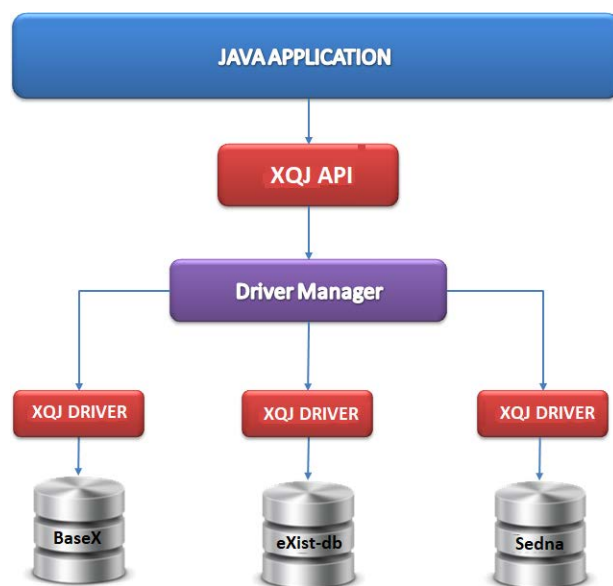 JAVA APPLICATION
XQJ API
Driver Manager
XQJ DRIVER
XQJ DRIVER
XQJ DRIVER
BaseX
eXist-db
Sedna